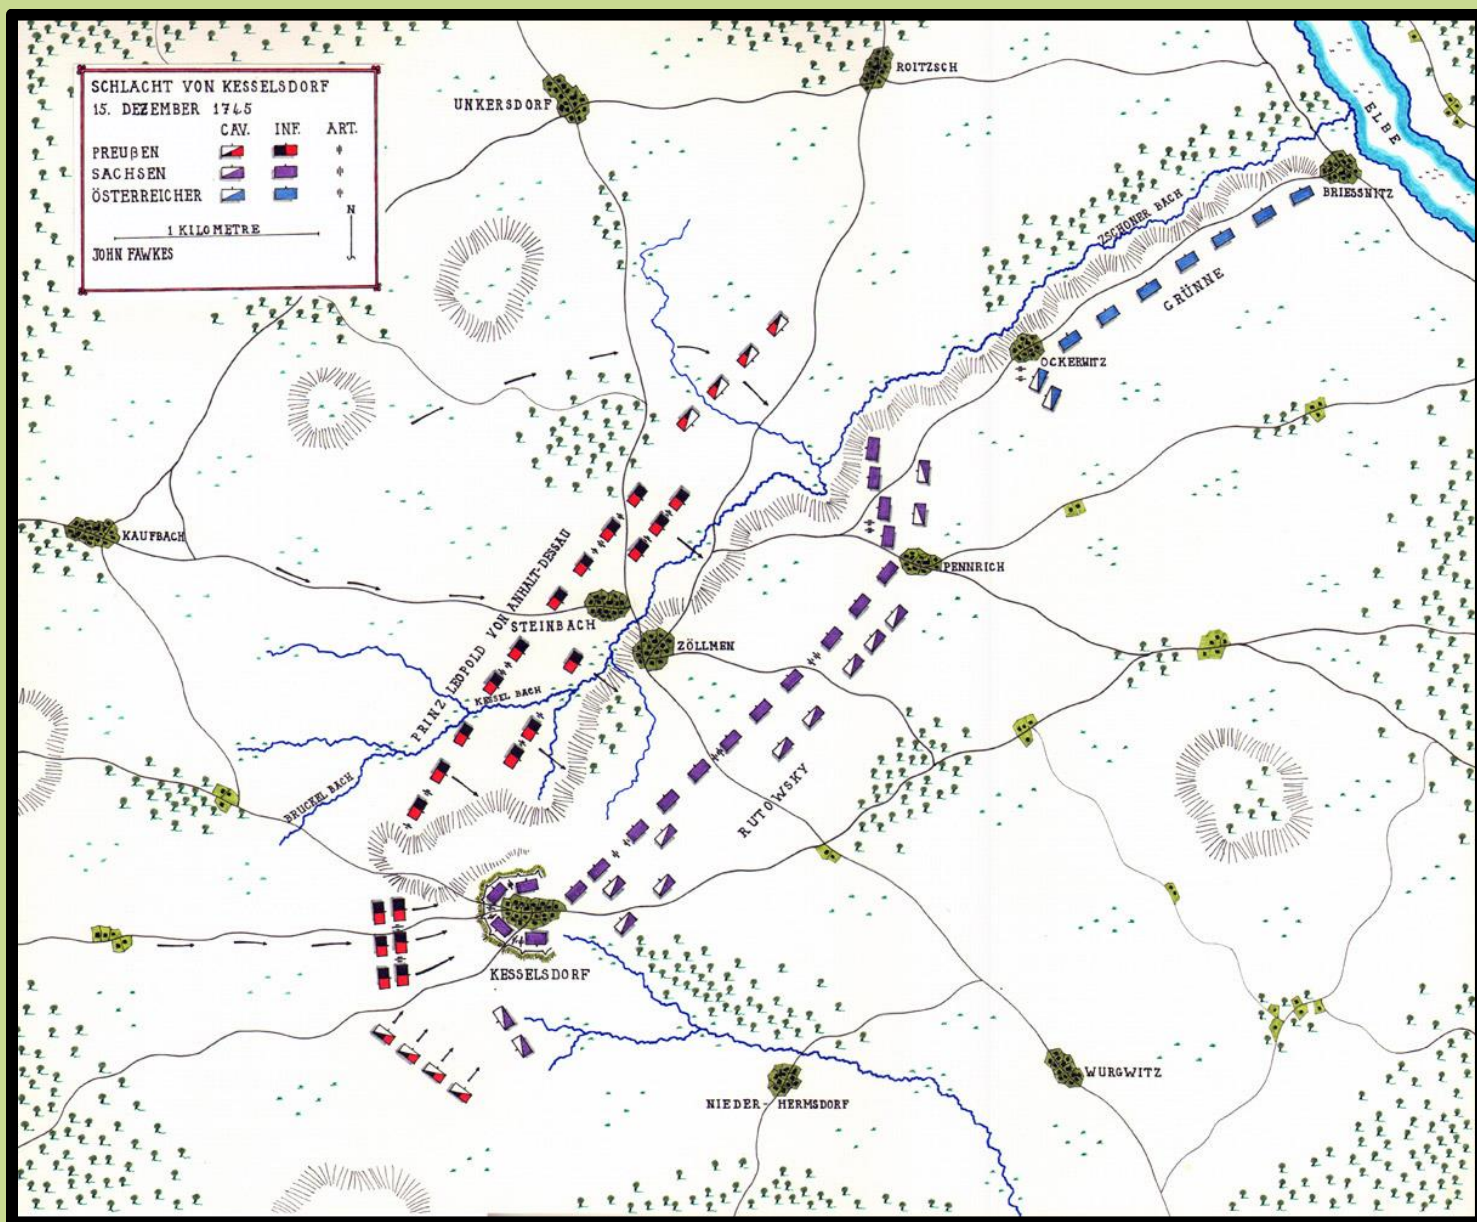 SCHLACHT VON KESSELSDORF
15. DEZEMBER 1745
CAV. INF. ART.
PREUßEN
SACHSEN
ÖSTERREICHER
N
1 KILOMETRE
JOHN FAWKES
UNKERSDORF
ROITZSCH
ELBE
BRIESSNITZ
ZSCHONER BACH
GRÜNNE
OCKERWITZ
KAUFBACH
PENNRICH
PRINZ LEOPOLD VON ANHALT-DESSAU
STEINBACH
ZÖLLMEN
KESSEL BACH
BRUCKEL BACH
RUTOWSKY
KESSELSDORF
WURGWITZ
NIEDER-HERMSDORF